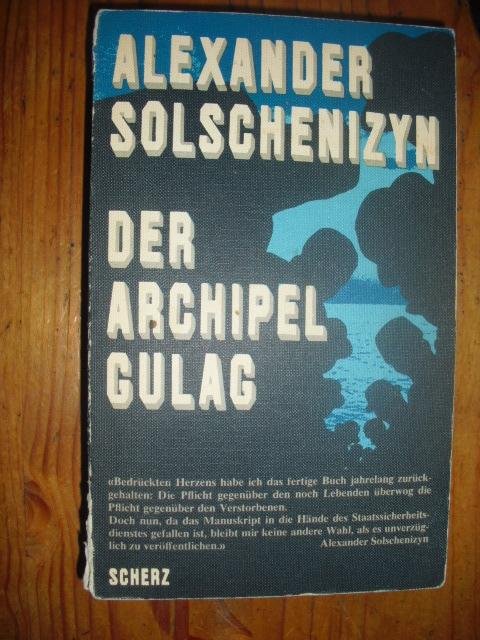 ALEXANDER
SOLSCHENIZYN
DER
ARCHIPEL
GULAG
«Bedrückten Herzens habe ich das fertige Buch jahrelang zurück-
gehalten: Die Pflicht gegenüber den noch Lebenden überwog die
Pflicht gegenüber den Verstorbenen.
Doch nun, da das Manuskript in die Hände des Staatssicherheits-
dienstes gefallen ist, bleibt mir keine andere Wahl, als es unverzüg-
lich zu veröffentlichen.» Alexander Solschenizyn
SCHERZ